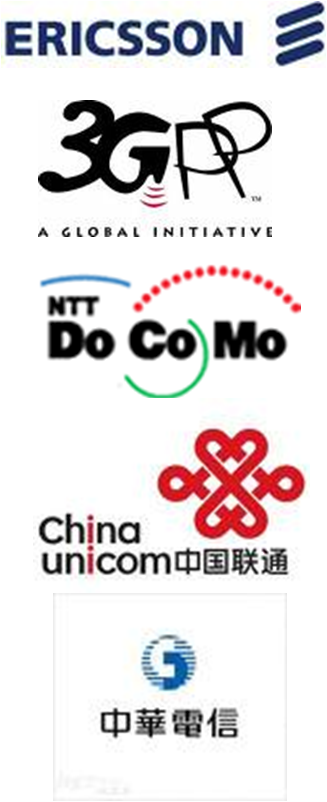 ERICSSON
3GPP
TM
A GLOBAL INITIATIVE
NTT
DoCoMo
China
unicom中国联通
中華電信